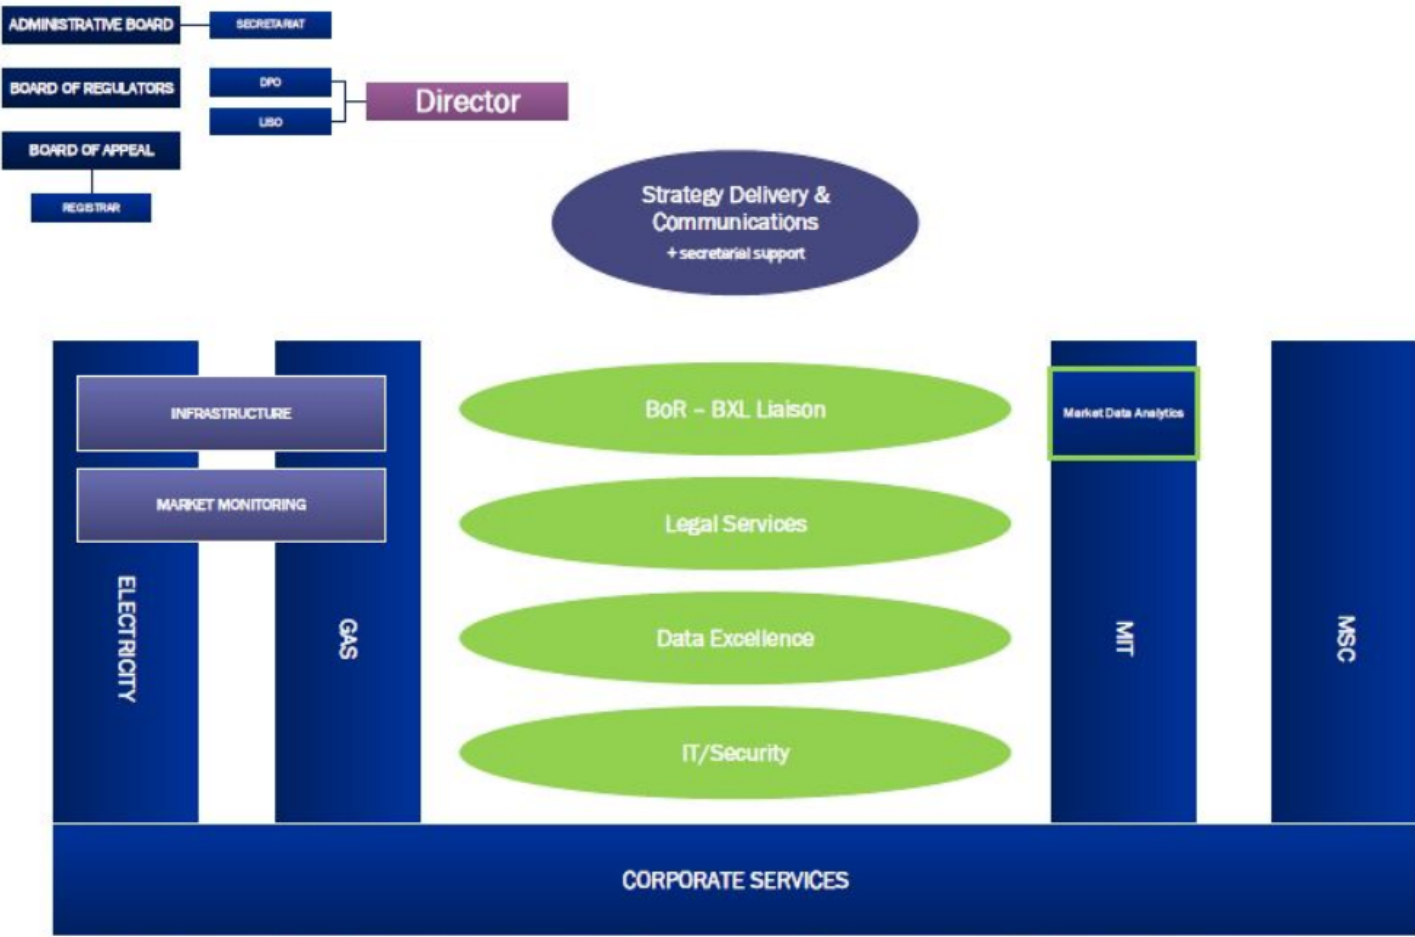 ADMINISTRATIVE BOARD
SECRETARIAT
BOARD OF REGULATORS
DPO
LISO
Director
BOARD OF APPEAL
REGISTRAR
Strategy Delivery &
Communications
+ secretarial support
INFRASTRUCTURE
MARKET MONITORING
ELECTRICITY
GAS
BoR – BXL Liaison
Legal Services
Data Excellence
IT/Security
Market Data Analytics
MIT
MSC
CORPORATE SERVICES